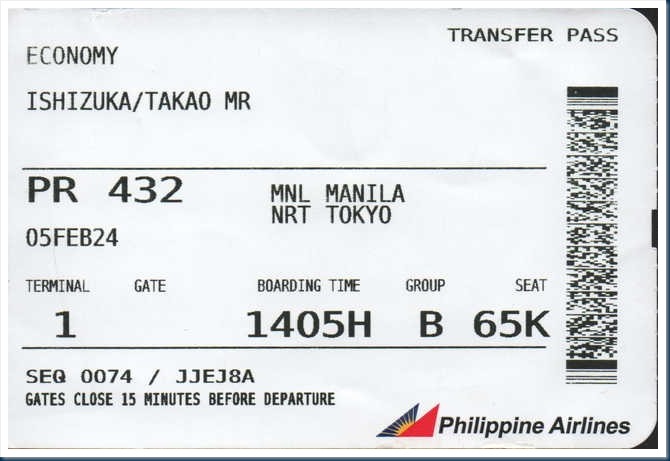 TRANSFER PASS
ECONOMY
ISHIZUKA/TAKAO MR
PR 432 MNL MANILA
NRT TOKYO
05FEB24
TERMINAL GATE BOARDING TIME GROUP SEAT
1 1405H B 65K
SEQ 0074 / JJEJ8A
GATES CLOSE 15 MINUTES BEFORE DEPARTURE
Philippine Airlines